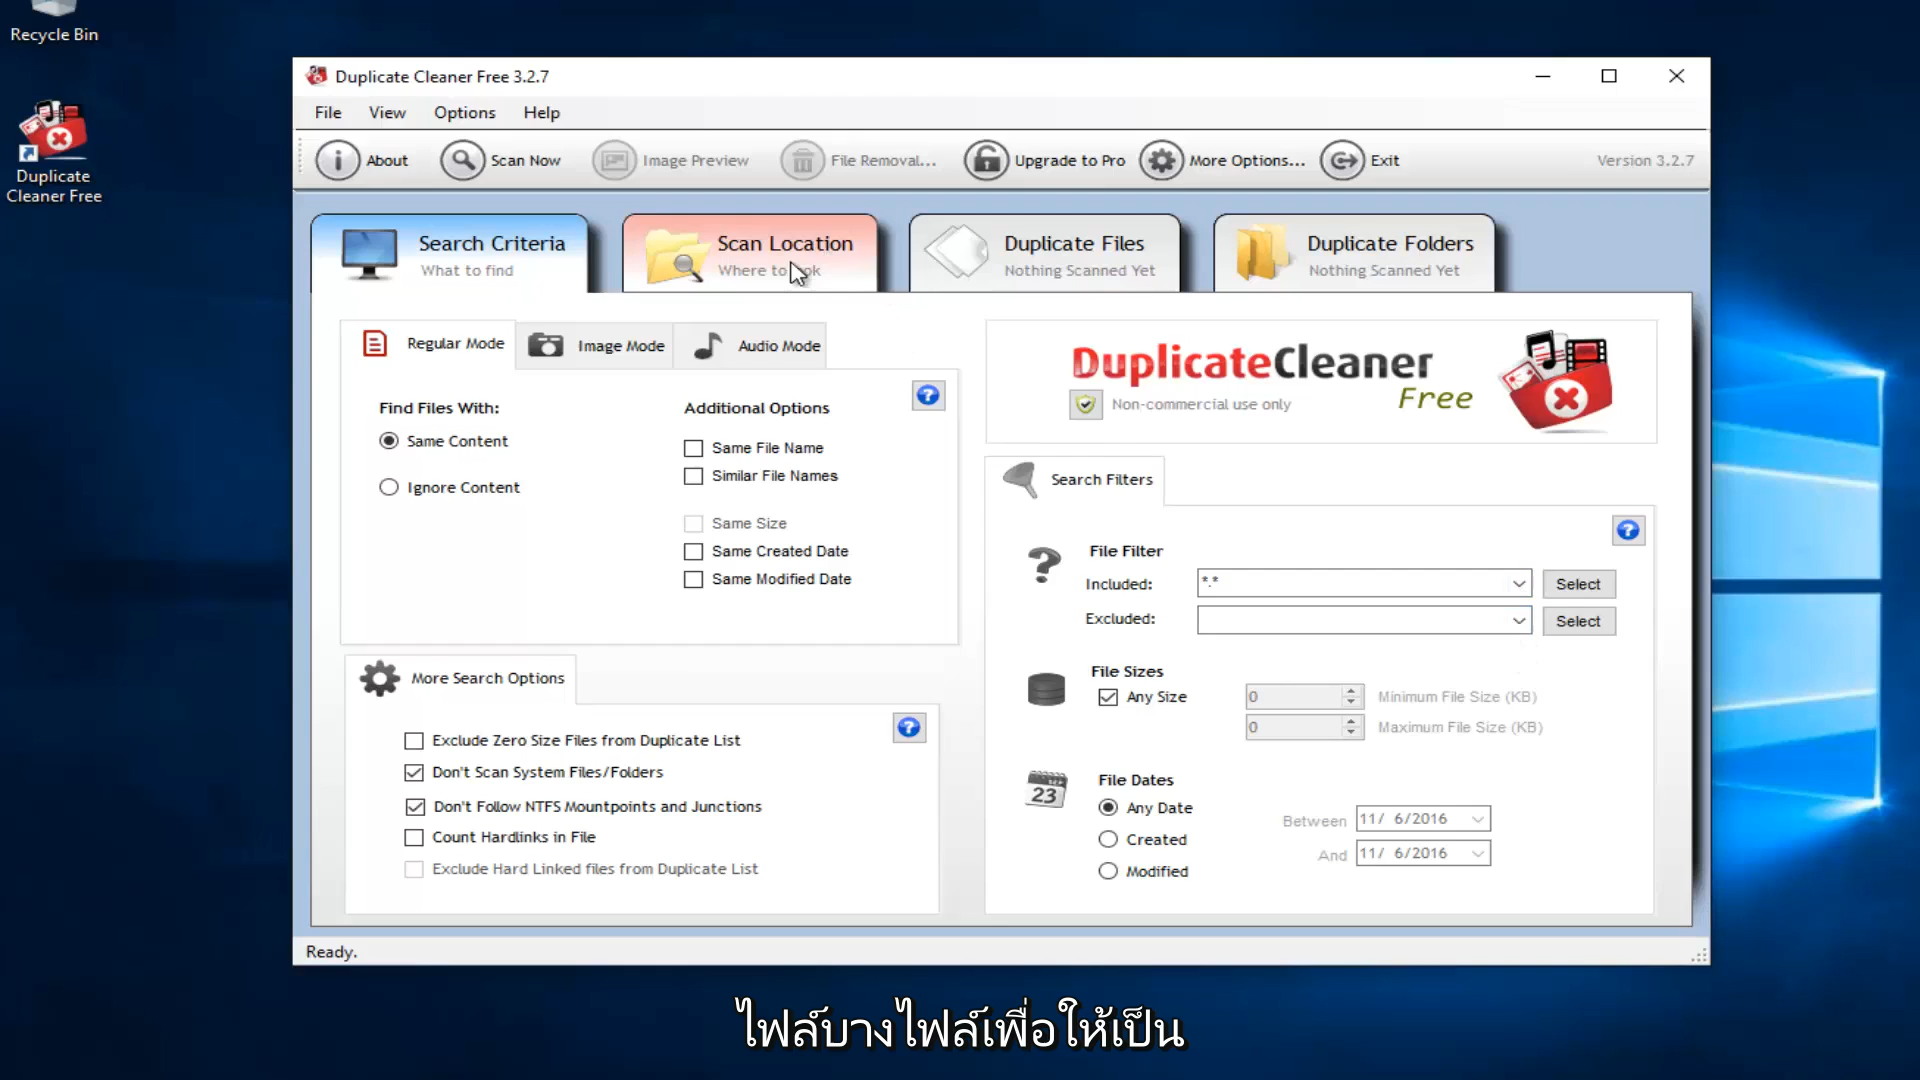 Recycle Bin
Duplicate
Cleaner Free
Duplicate Cleaner Free 3.2.7
File View Options Help
About Scan Now Image Preview File Removal... Upgrade to Pro More Options... Exit Version 3.2.7
Search Criteria
What to find
Scan Location
Where to look
Duplicate Files
Nothing Scanned Yet
Duplicate Folders
Nothing Scanned Yet
Regular Mode Image Mode Audio Mode
Find Files With:
Same Content
Ignore Content
Additional Options
Same File Name
Similar File Names
Same Size
Same Created Date
Same Modified Date
More Search Options
Exclude Zero Size Files from Duplicate List
Don't Scan System Files/Folders
Don't Follow NTFS Mountpoints and Junctions
Count Hardlinks in File
Exclude Hard Linked files from Duplicate List
DuplicateCleaner
Free
Non-commercial use only
Search Filters
File Filter
Included: *.* Select
Excluded: Select
File Sizes
Any Size 0 Minimum File Size (KB)
0 Maximum File Size (KB)
23
File Dates
Any Date
Created
Modified
Between 11/ 6/2016
And 11/ 6/2016
Ready.
ไฟล์บางไฟล์เพื่อให้เป็น